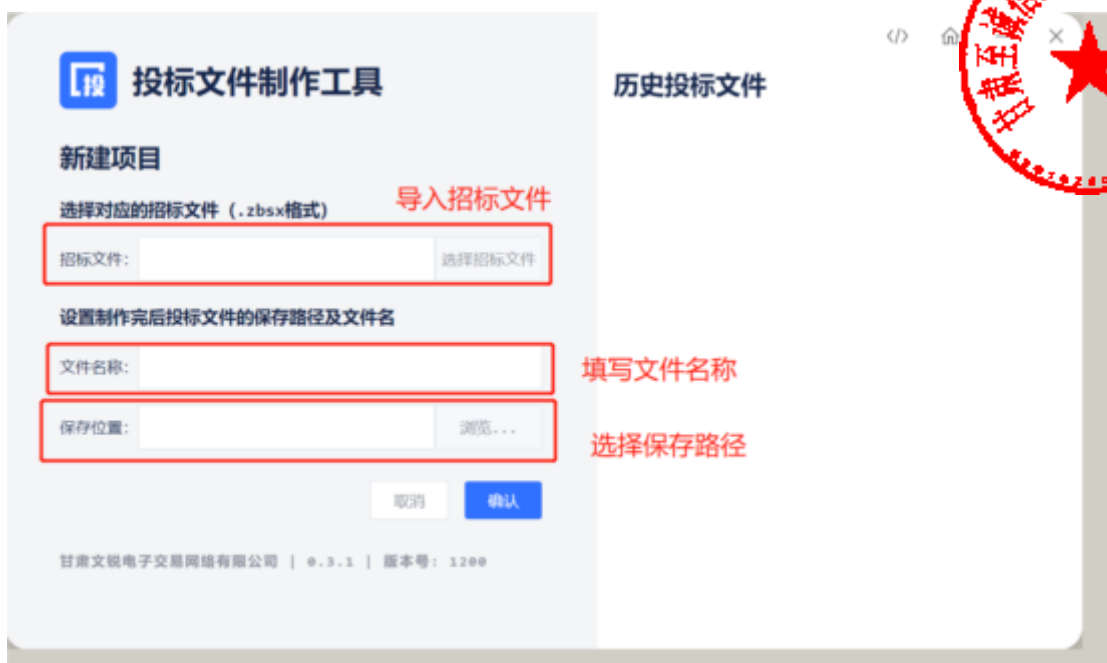 投
投标文件制作工具
新建项目
选择对应的招标文件（.zbsx格式）
导入招标文件
招标文件：
选择招标文件
设置制作完后投标文件的保存路径及文件名
文件名称：
填写文件名称
保存位置：
浏览...
选择保存路径
取消
确认
甘肃文锐电子交易网络有限公司 | 0.3.1 | 版本号：1200
</>
历史投标文件
甘肃至诚信